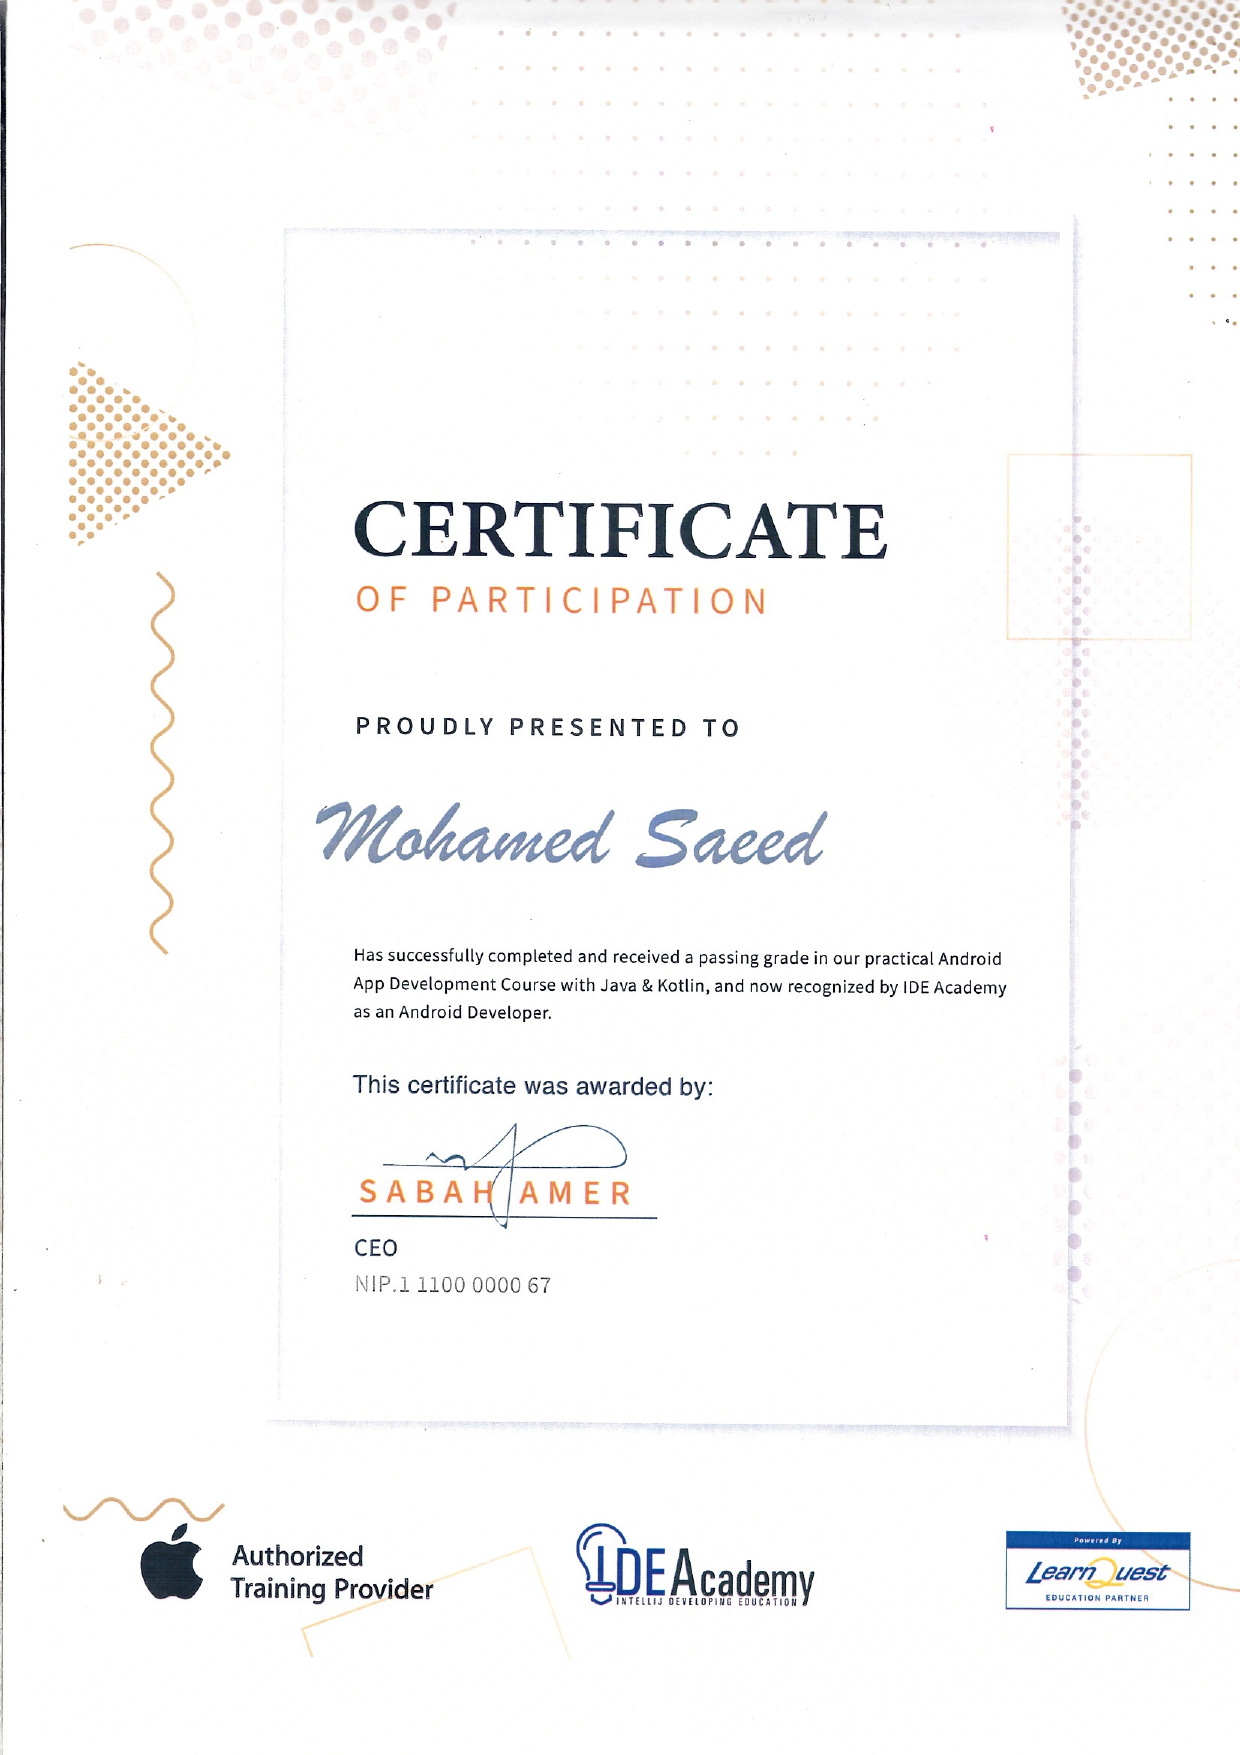 CERTIFICATE
OF PARTICIPATION
PROUDLY PRESENTED TO
Mohamed Saeed
Has successfully completed and received a passing grade in our practical Android
App Development Course with Java & Kotlin, and now recognized by IDE Academy
as an Android Developer.
This certificate was awarded by:
SABAH AMER
CEO
NIP.1 1100 0000 67
Authorized
Training Provider
IDEAcademy
INTELLIJ DEVELOPING EDUCATION
Powered By
LearnQuest
EDUCATION PARTNER